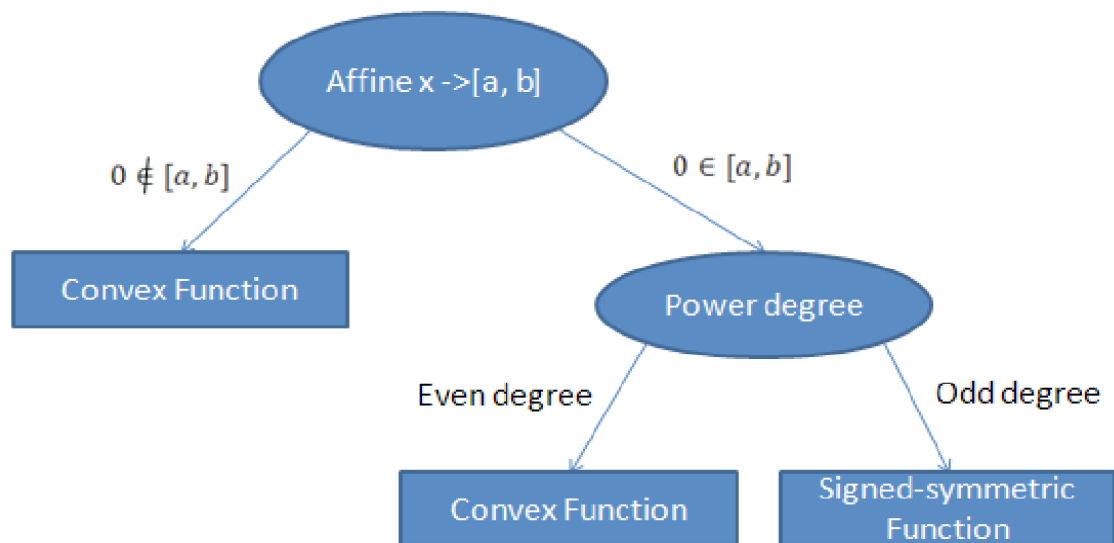 Affine x ->[a, b]
0 ∉ [a, b]
0 ∈ [a, b]
Convex Function
Power degree
Even degree
Odd degree
Convex Function
Signed-symmetric
Function